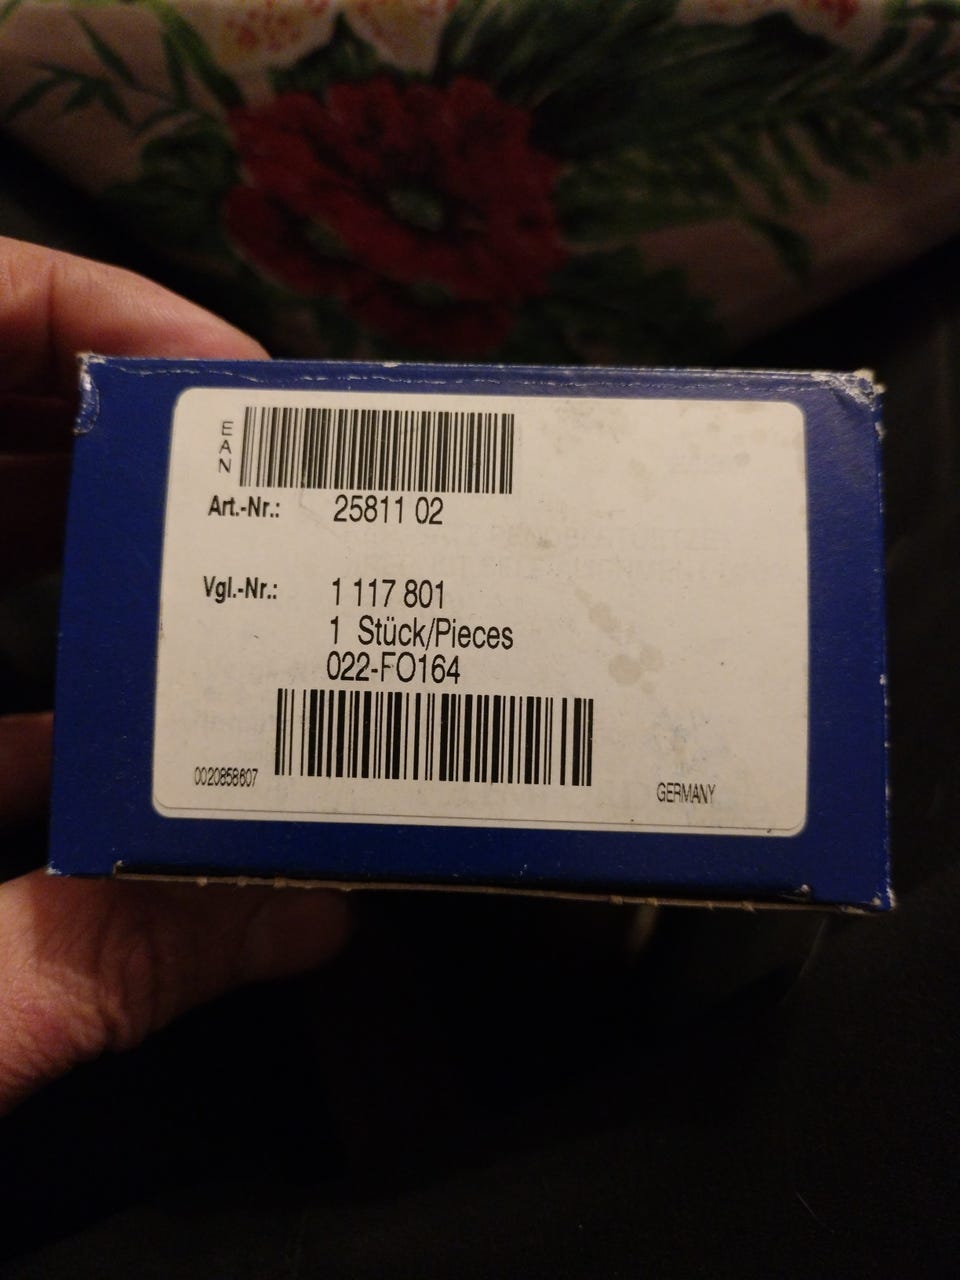 EAN
Art.-Nr.: 25811 02
Vgl.-Nr.: 1 117 801
1 Stück/Pieces
022-FO164
0020858607
GERMANY